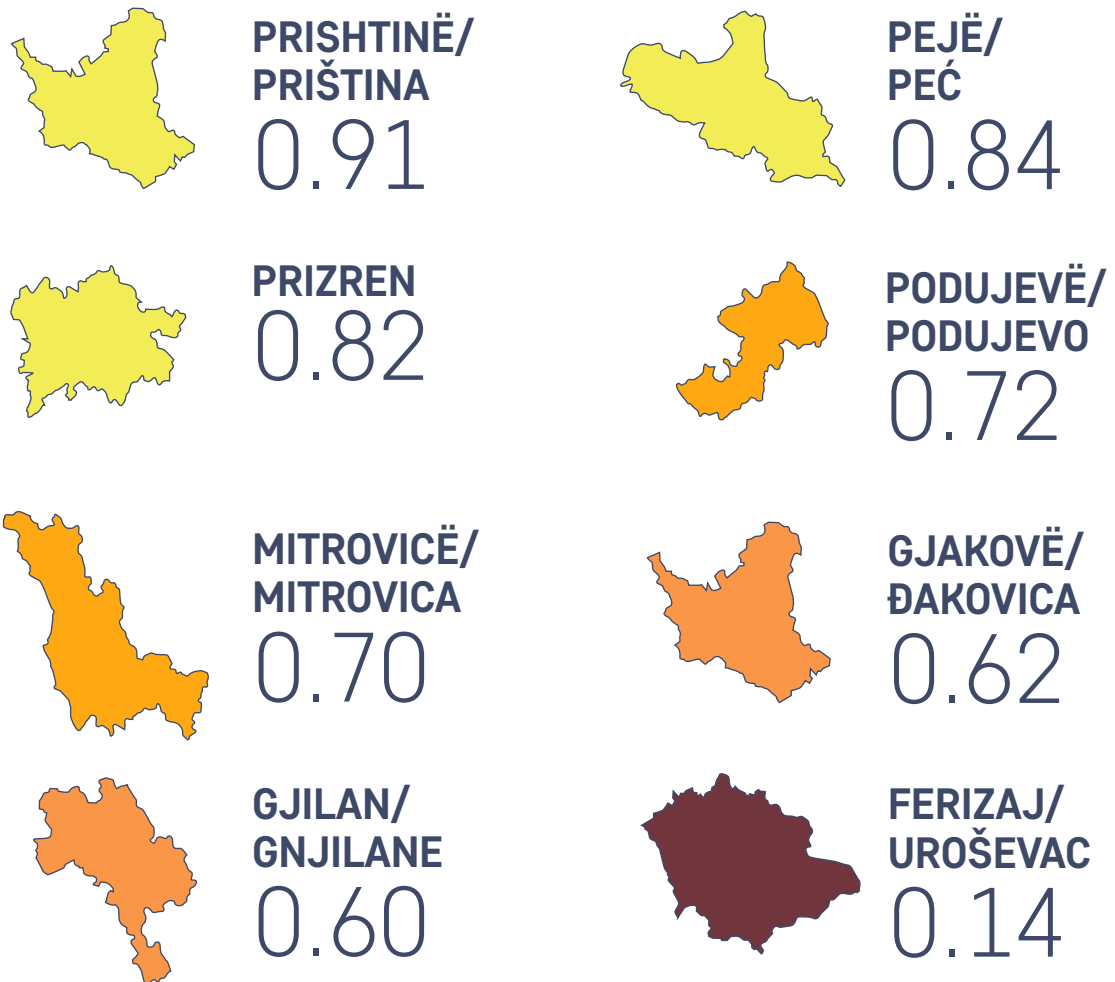 PRISHTINË/
PRIŠTINA
0.91
PEJË/
PEĆ
0.84
PRIZREN
0.82
PODUJEVË/
PODUJEVO
0.72
MITROVICË/
MITROVICA
0.70
GJAKOVË/
ĐAKOVICA
0.62
GJILAN/
GNJILANE
0.60
FERIZAJ/
UROŠEVAC
0.14